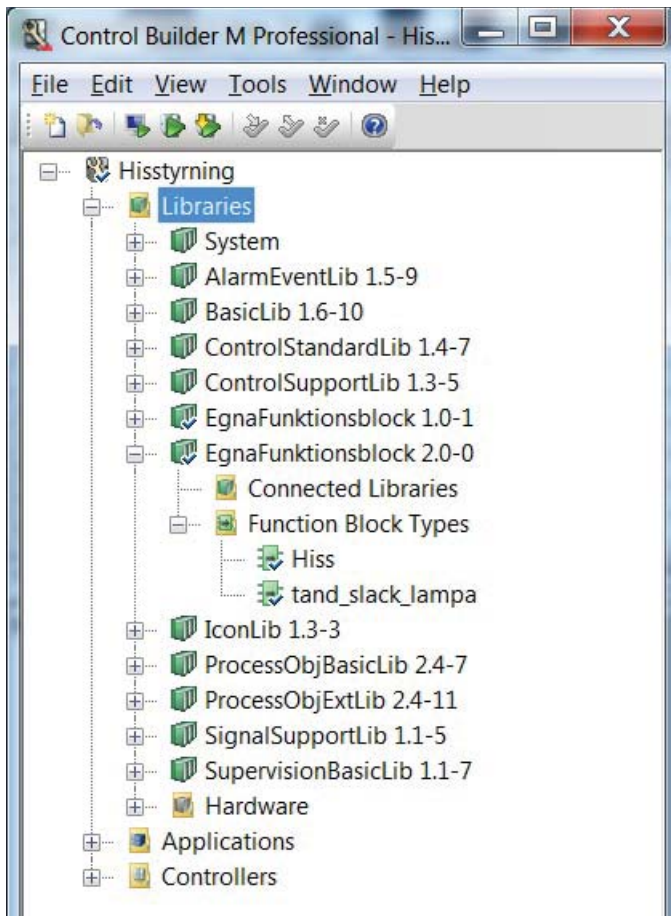 Control Builder M Professional - His...
File Edit View Tools Window Help
Hisstyrning
Libraries
System
AlarmEventLib 1.5-9
BasicLib 1.6-10
ControlStandardLib 1.4-7
ControlSupportLib 1.3-5
EgnaFunktionsblock 1.0-1
EgnaFunktionsblock 2.0-0
Connected Libraries
Function Block Types
Hiss
tand_slack_lampa
IconLib 1.3-3
ProcessObjBasicLib 2.4-7
ProcessObjExtLib 2.4-11
SignalSupportLib 1.1-5
SupervisionBasicLib 1.1-7
Hardware
Applications
Controllers